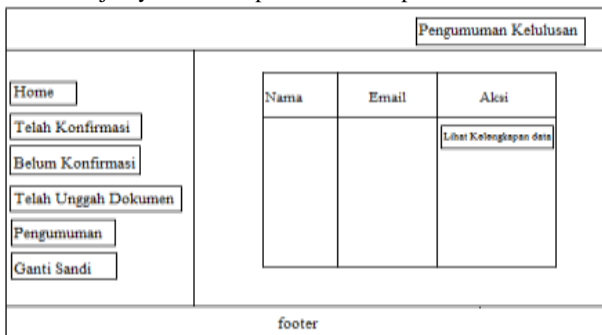 Pengumuman Kelulusan
Home
Telah Konfirmasi
Belum Konfirmasi
Telah Unggah Dokumen
Pengumuman
Ganti Sandi
Nama Email Aksi
Lihat Kelengkapan data
footer